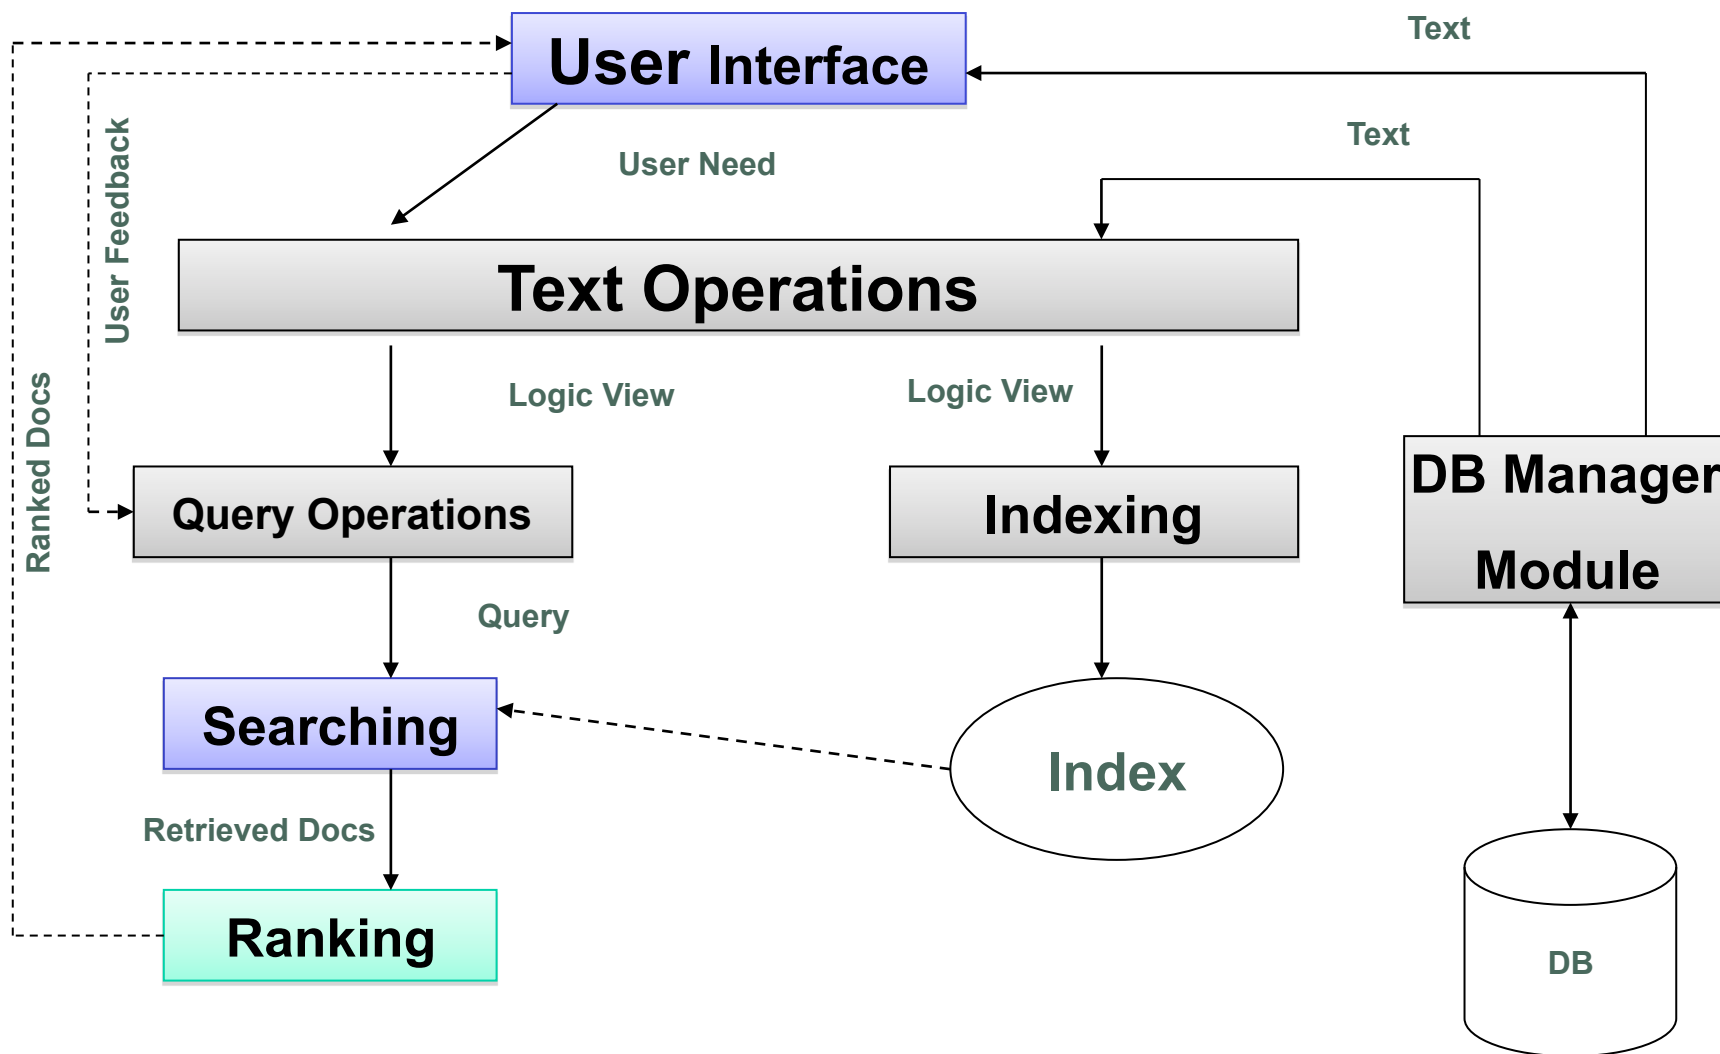 Text
User Interface
Text
User Need
User Feedback
Text Operations
Logic View
Logic View
Ranked Docs
DB Manager
Module
Query Operations
Indexing
Query
Searching
Index
Retrieved Docs
Ranking
DB